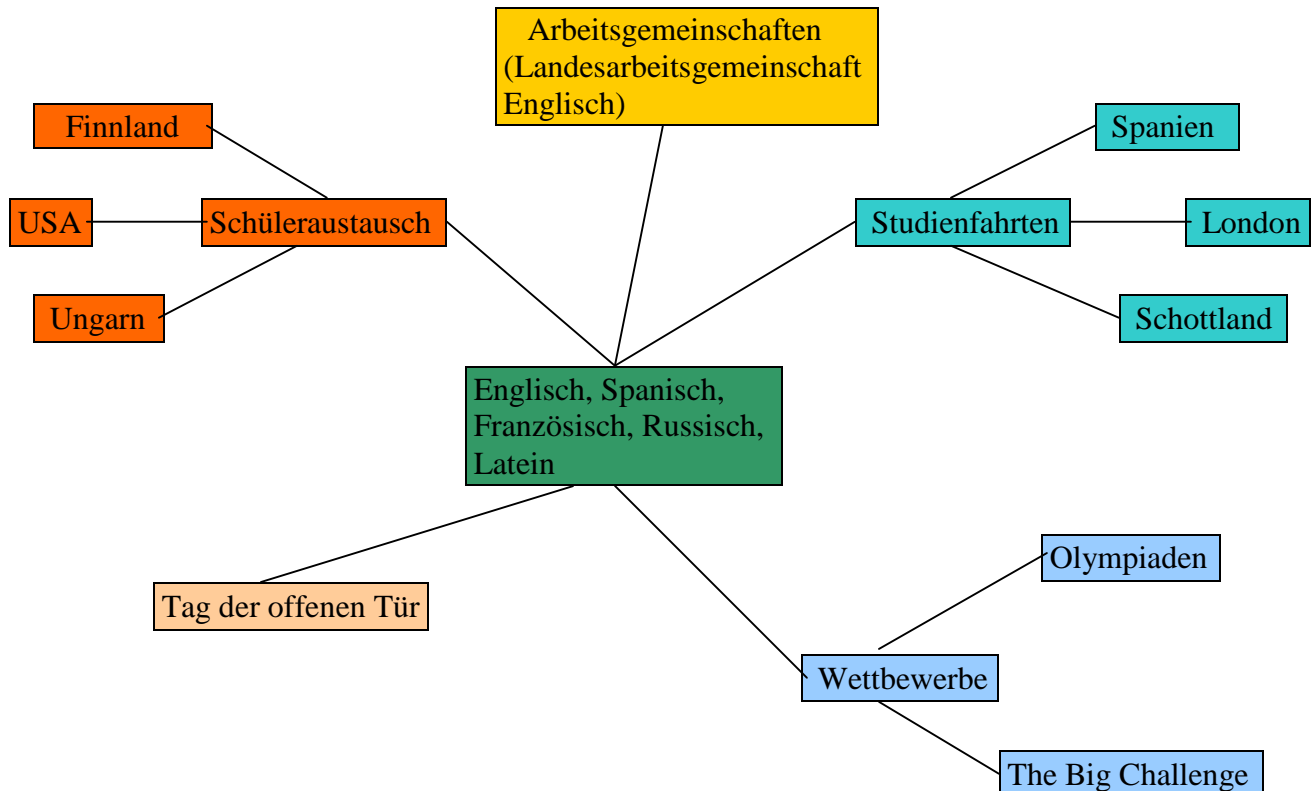 Arbeitsgemeinschaften
(Landesarbeitsgemeinschaft
Englisch)
Finnland
Spanien
USA
Schüleraustausch
Studienfahrten
London
Ungarn
Schottland
Englisch, Spanisch,
Französisch, Russisch,
Latein
Olympiaden
Tag der offenen Tür
Wettbewerbe
The Big Challenge